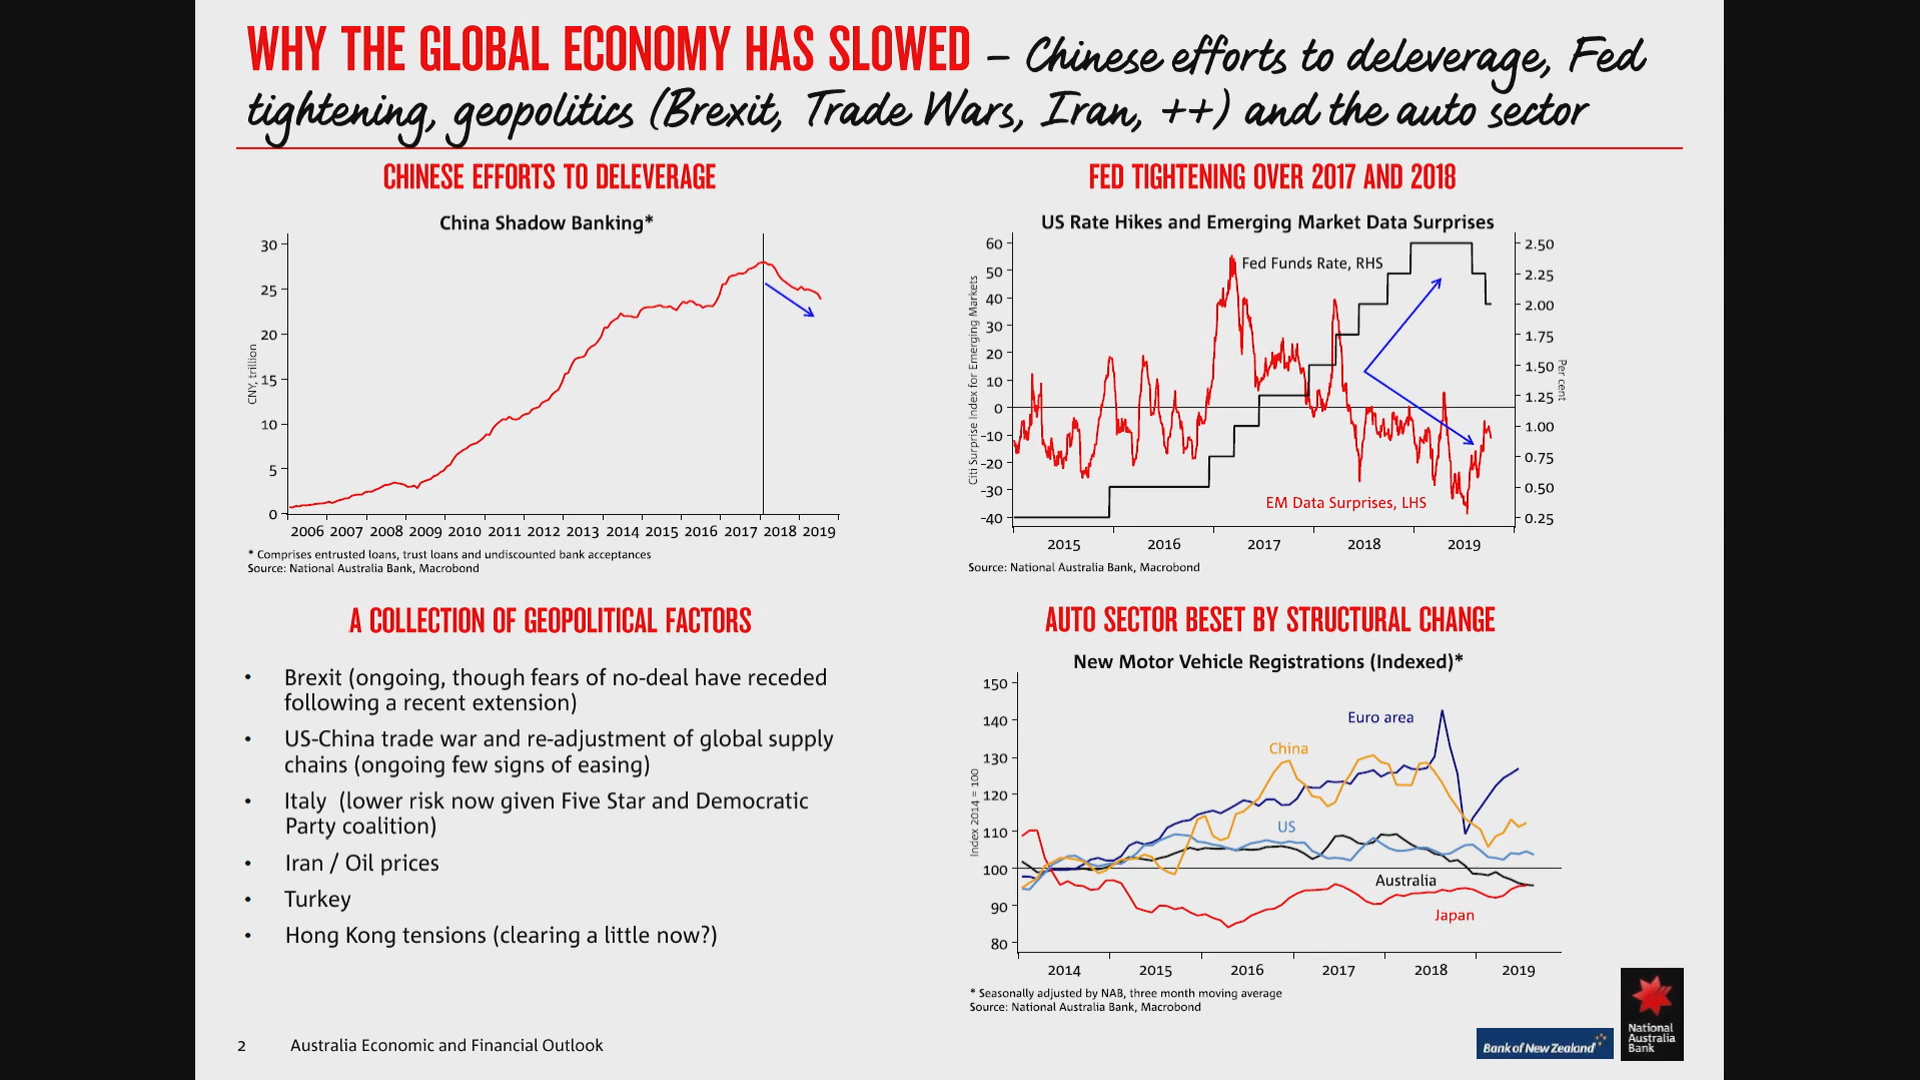 WHY THE GLOBAL ECONOMY HAS SLOWED – Chinese efforts to deleverage, Fed
tightening, geopolitics (Brexit, Trade Wars, Iran, ++) and the auto sector
CHINESE EFFORTS TO DELEVERAGE
China Shadow Banking*
CNY, trillion
30
25
20
15
10
5
0
2006 2007 2008 2009 2010 2011 2012 2013 2014 2015 2016 2017 2018 2019
* Comprises entrusted loans, trust loans and undiscounted bank acceptances
Source: National Australia Bank, Macrobond
FED TIGHTENING OVER 2017 AND 2018
US Rate Hikes and Emerging Market Data Surprises
Citi Surprise Index for Emerging Markets
60
50
40
30
20
10
0
-10
-20
-30
-40
Fed Funds Rate, RHS
EM Data Surprises, LHS
2.50
2.25
2.00
1.75
1.50
1.25
1.00
0.75
0.50
0.25
Per cent
2015 2016 2017 2018 2019
Source: National Australia Bank, Macrobond
A COLLECTION OF GEOPOLITICAL FACTORS
• Brexit (ongoing, though fears of no-deal have receded
following a recent extension)
• US-China trade war and re-adjustment of global supply
chains (ongoing few signs of easing)
• Italy (lower risk now given Five Star and Democratic
Party coalition)
• Iran / Oil prices
• Turkey
• Hong Kong tensions (clearing a little now?)
AUTO SECTOR BESET BY STRUCTURAL CHANGE
New Motor Vehicle Registrations (Indexed)*
Index 2014 = 100
150
140
130
120
110
100
90
80
Euro area
China
US
Australia
Japan
2014 2015 2016 2017 2018 2019
* Seasonally adjusted by NAB, three month moving average
Source: National Australia Bank, Macrobond
2 Australia Economic and Financial Outlook
Bank of New Zealand
National
Australia
Bank